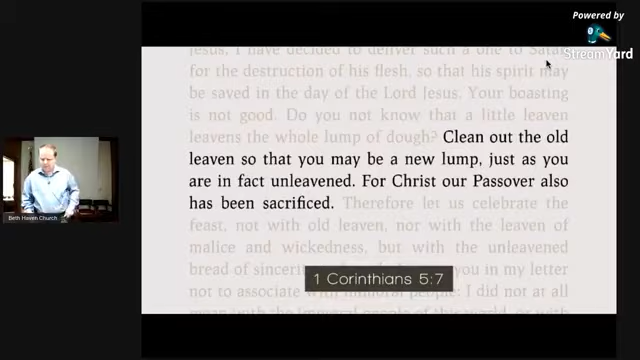 Powered by
StreamYard
Jesus, I have decided to deliver such a one to Satan
for the destruction of his flesh, so that his spirit may
be saved in the day of the Lord Jesus. Your boasting
is not good. Do you not know that a little leaven
leavens the whole lump of dough? Clean out the old
leaven so that you may be a new lump, just as you
are in fact unleavened. For Christ our Passover also
has been sacrificed. Therefore let us celebrate the
feast, not with old leaven, nor with the leaven of
malice and wickedness, but with the unleavened
bread of you in my letter
1 Corinthians 5:7
not to associate with people; I did not at all
with
Beth Haven Church